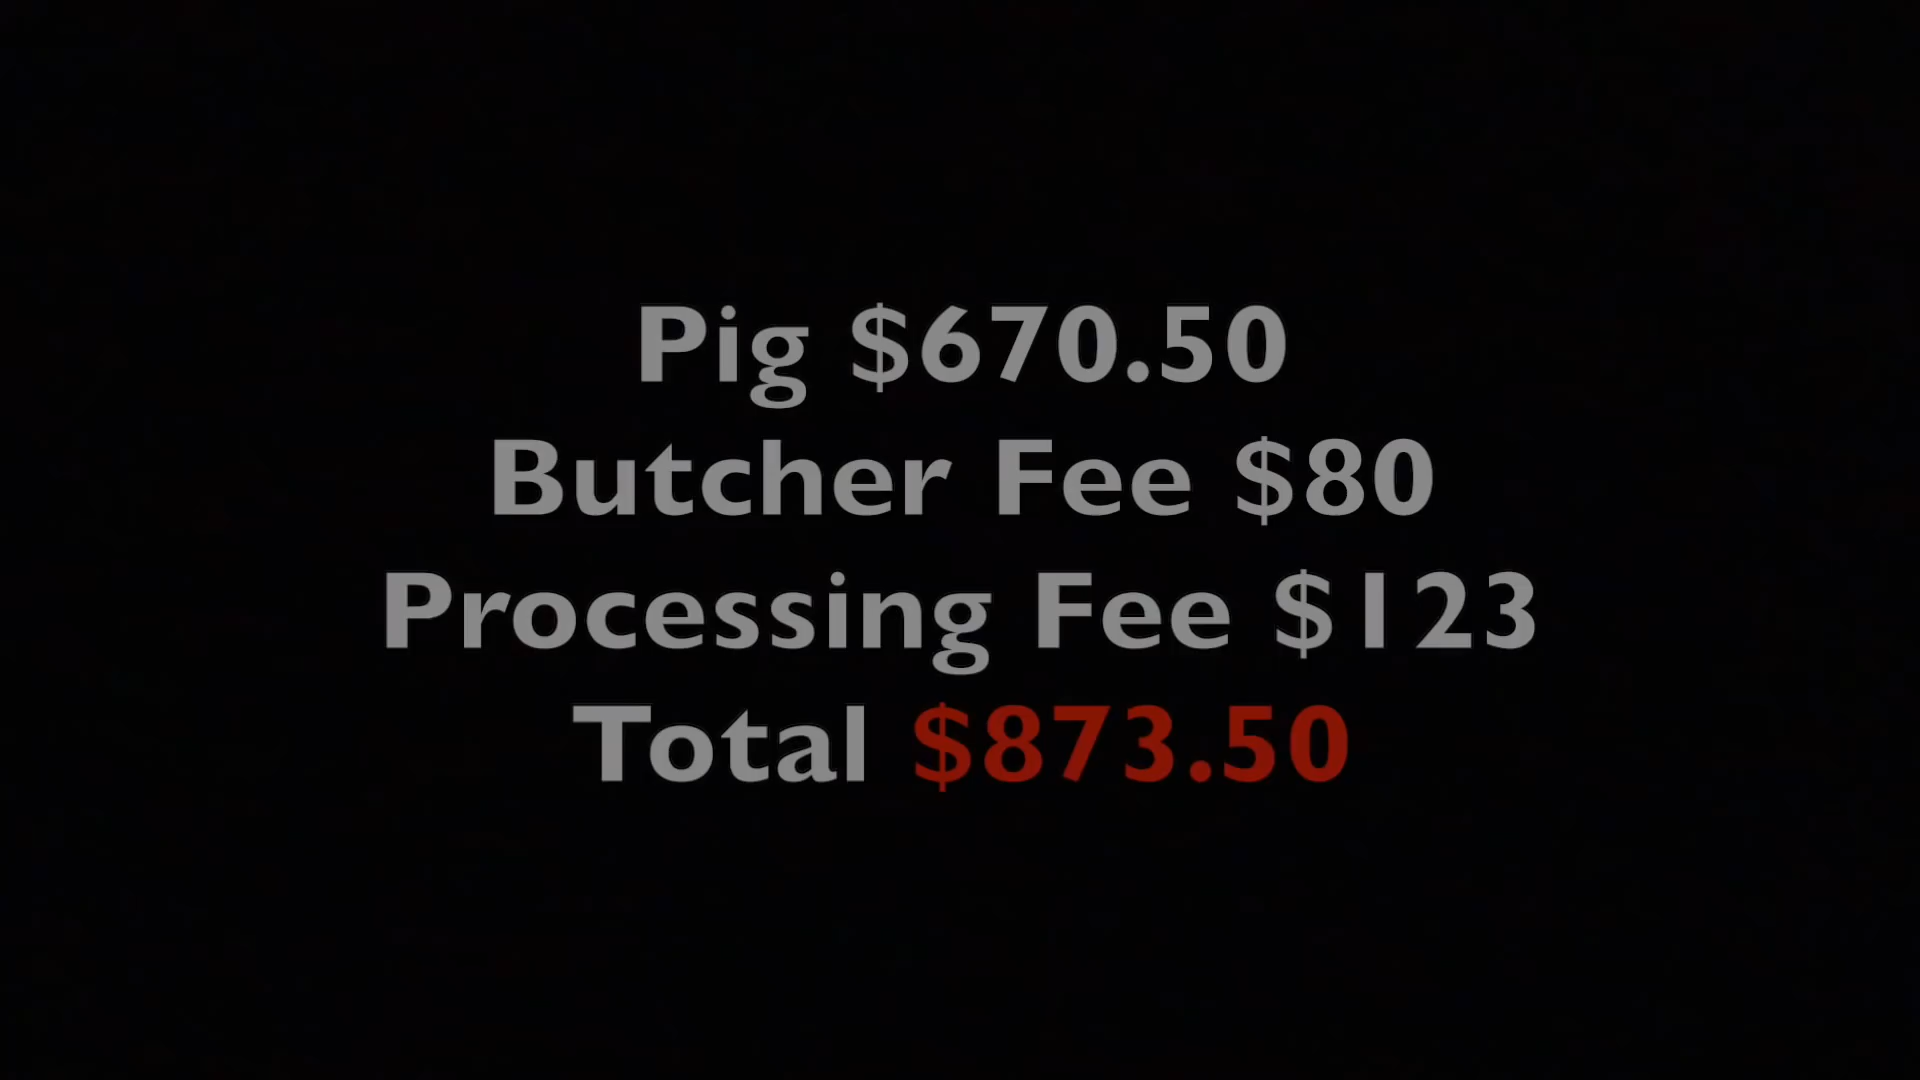 Pig $670.50
Butcher Fee $80
Processing Fee $123
Total $873.50